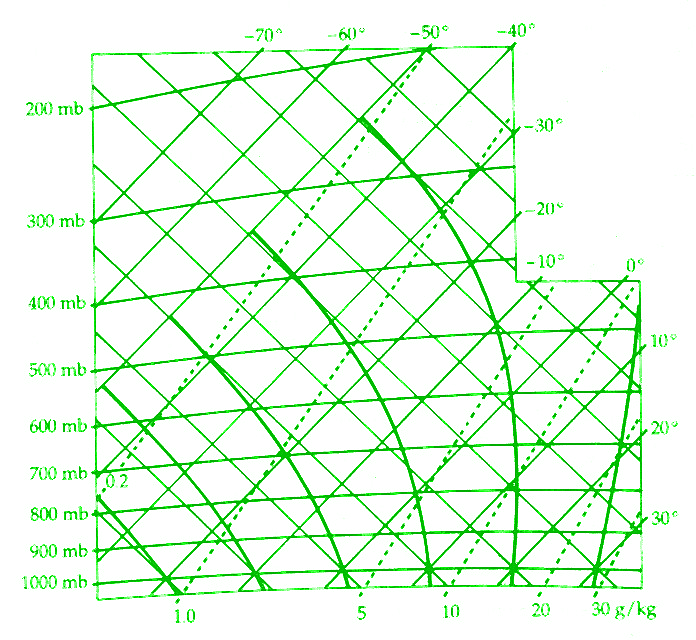 −70° −60° −50° −40°
200 mb
−30°
−20°
300 mb
−10° 0°
400 mb
10°
500 mb
600 mb 20°
700 mb
0.2
800 mb 30°
900 mb
1000 mb
1.0 5 10 20 30 g/kg